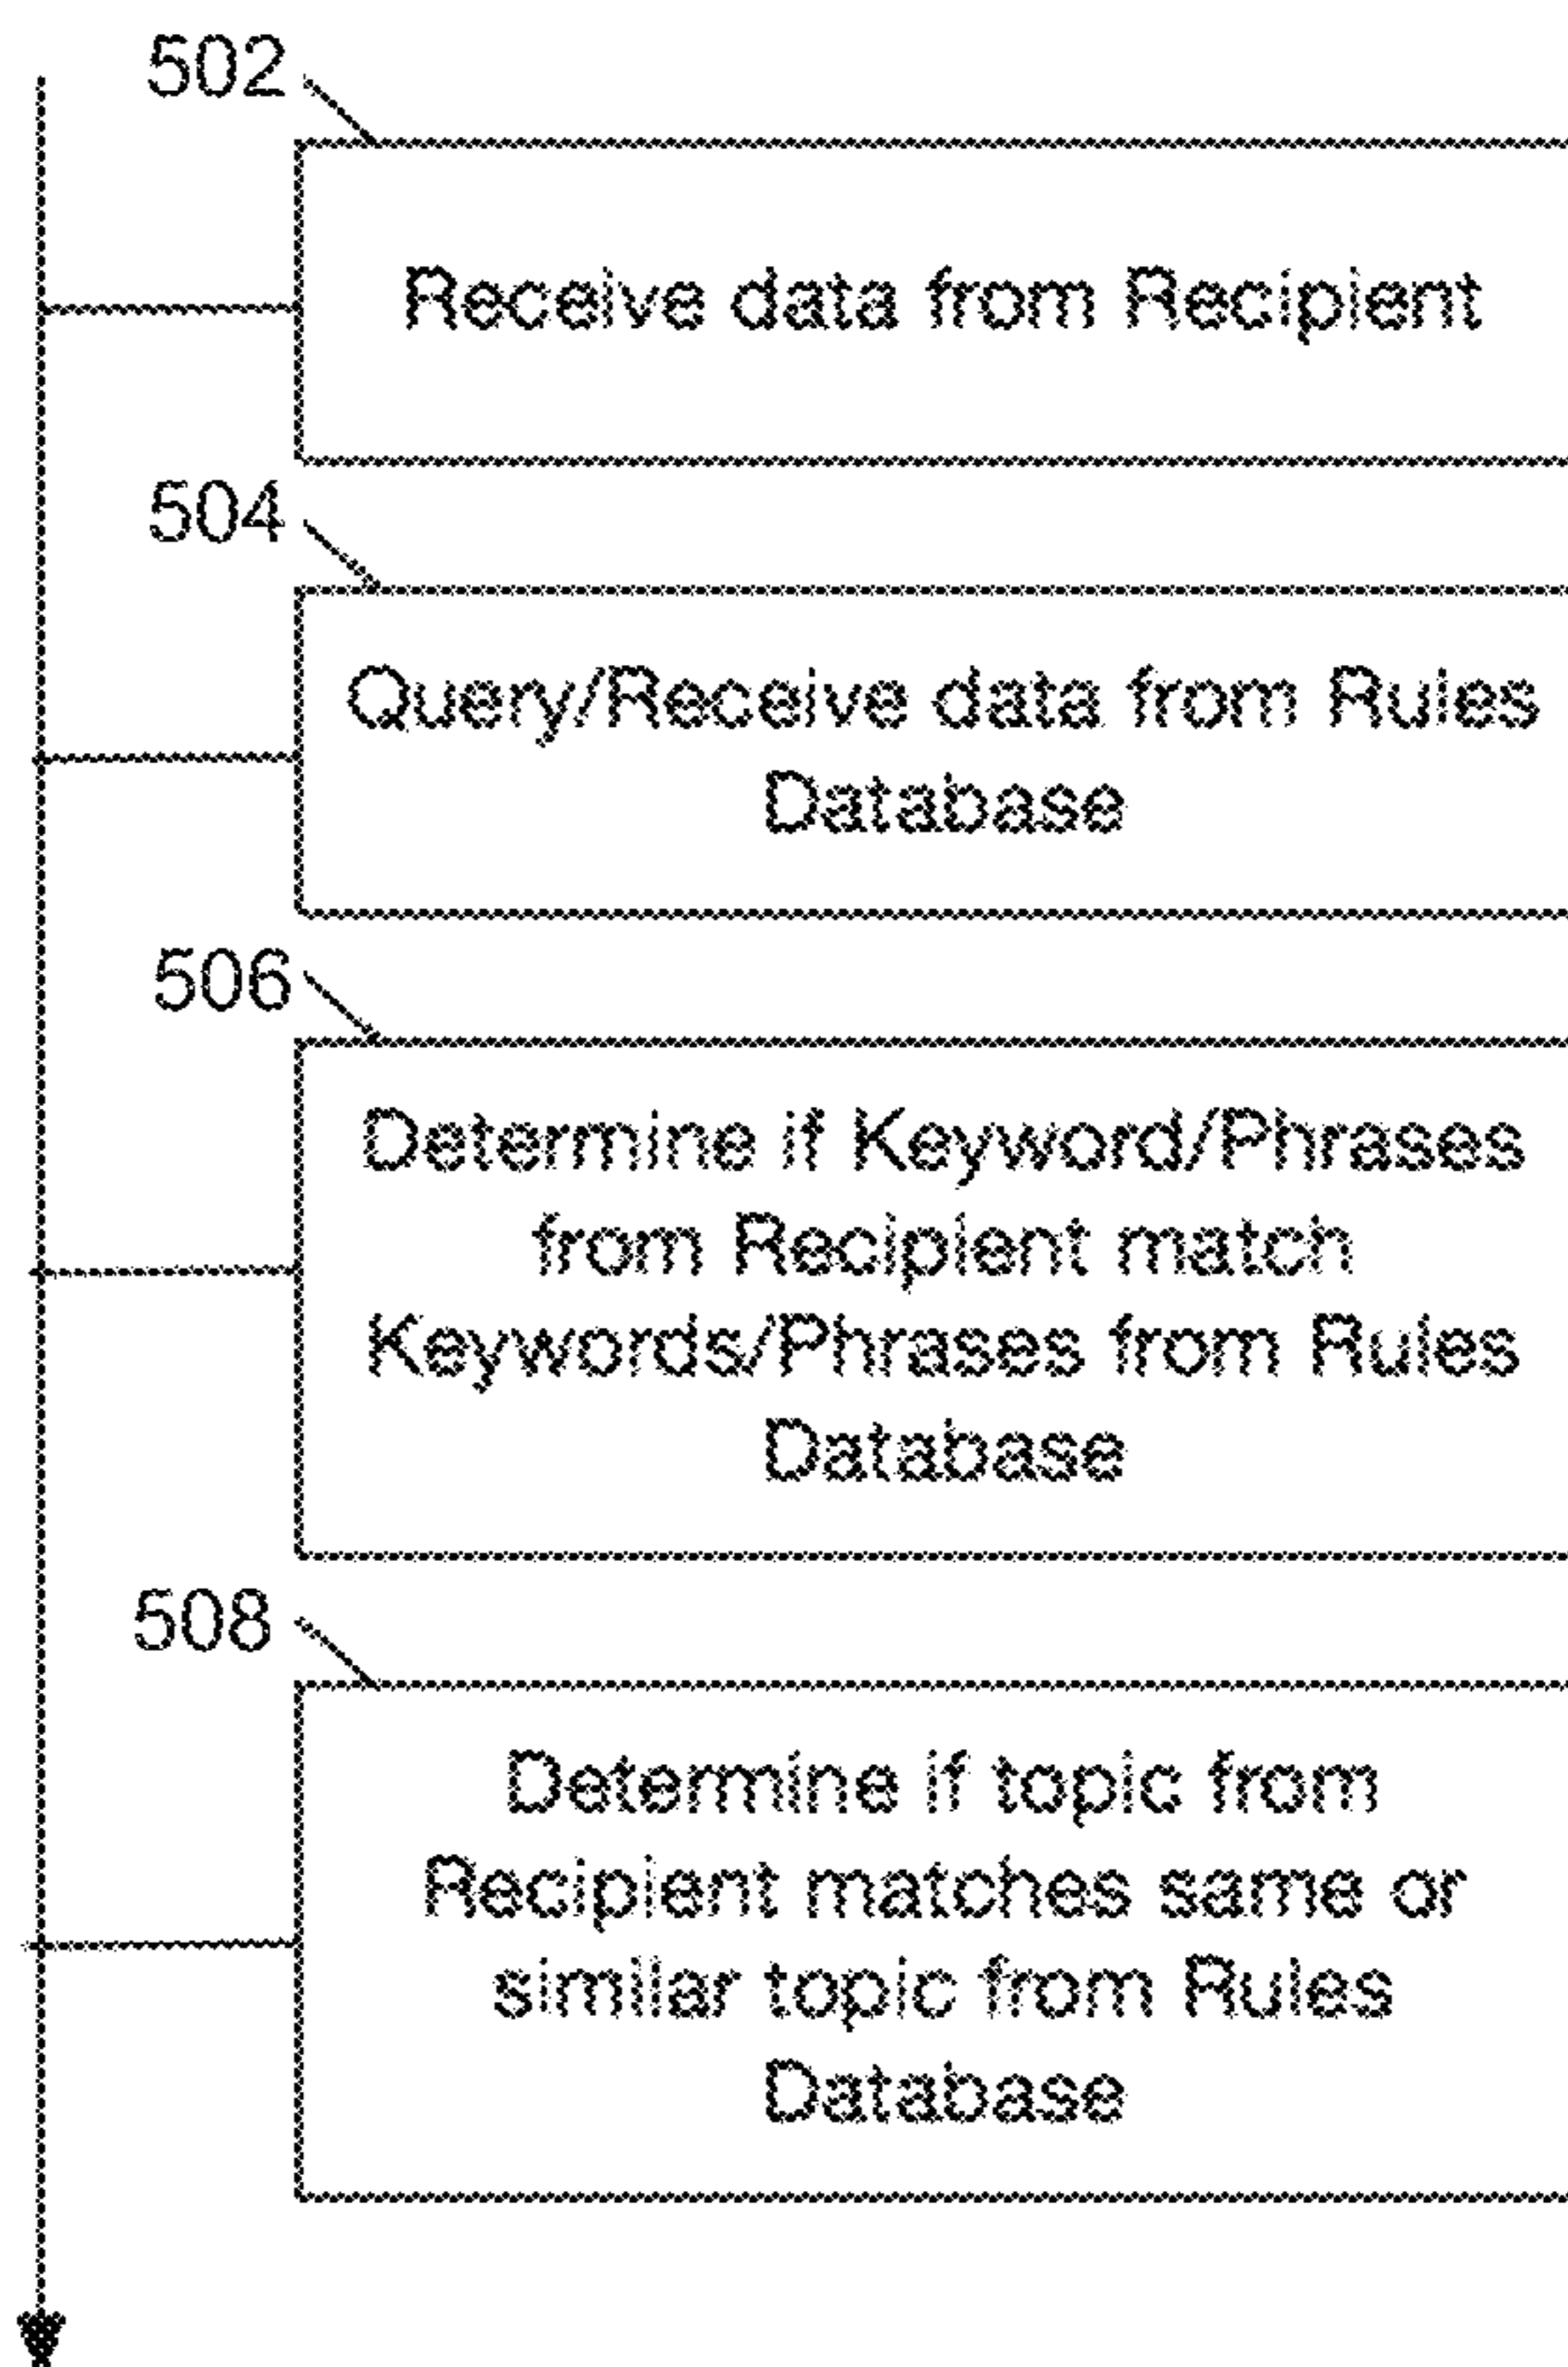 502
Receive data from Recipient
504
Query/Receive data from Rules
Database
506
Determine if Keyword/Phrases
from Recipient match
Keywords/Phrases from Rules
Database
508
Determine if topic from
Recipient matches same or
similar topic from Rules
Database